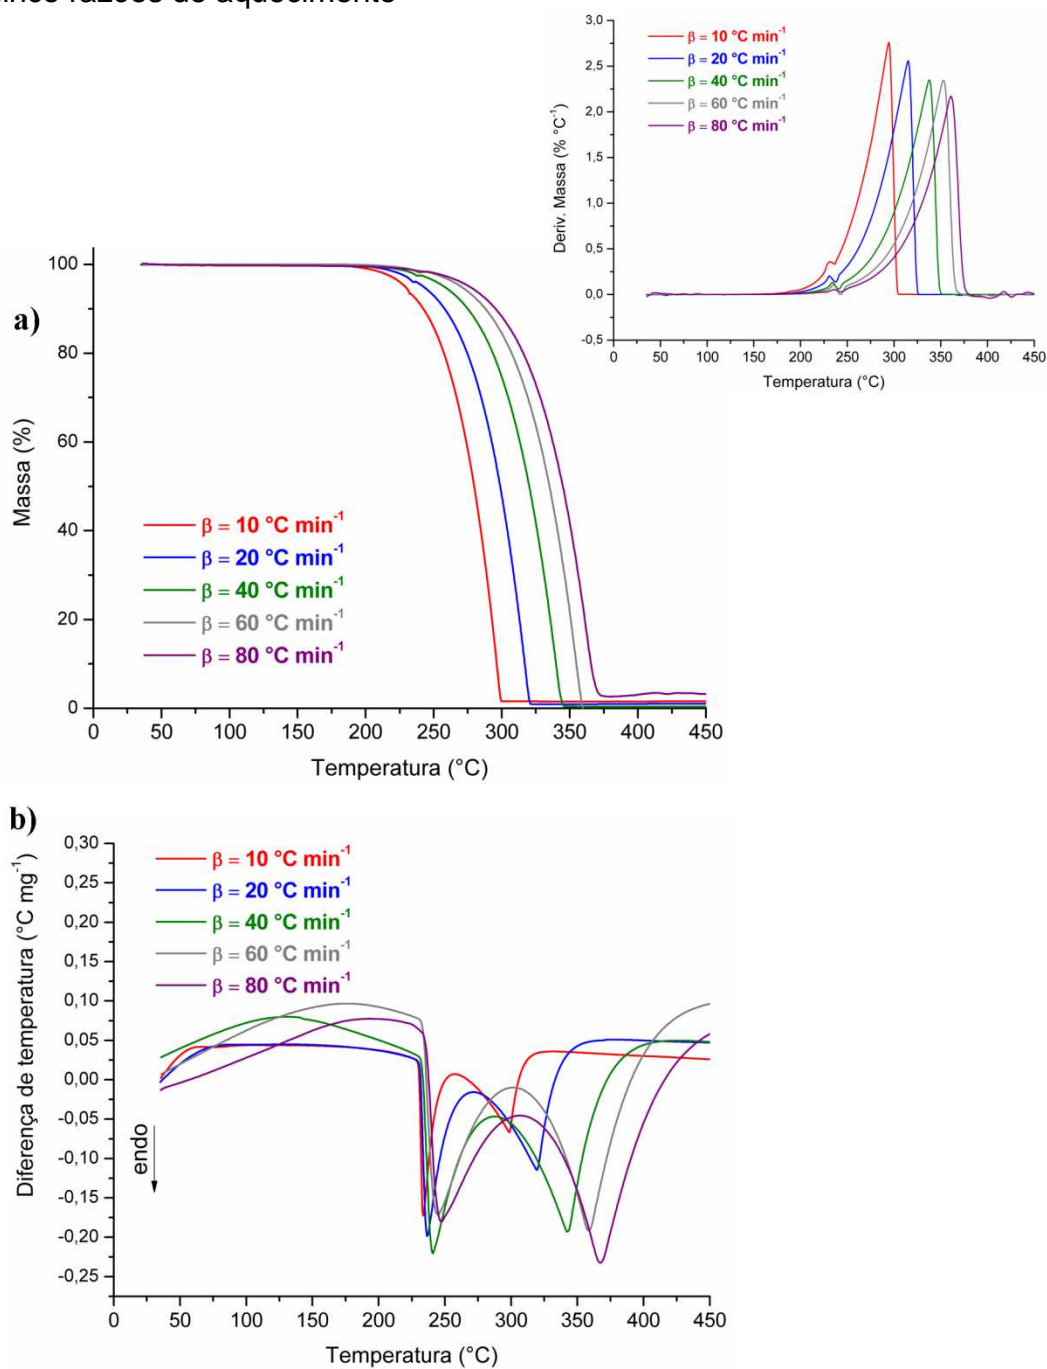 razões de aquecimento
3,0
2,5
2,0
1,5
1,0
0,5
0,0
-0,5
Deriv. Massa (% °C-1)
β = 10 °C min-1
β = 20 °C min-1
β = 40 °C min-1
β = 60 °C min-1
β = 80 °C min-1
0 50 100 150 200 250 300 350 400 450
Temperatura (°C)
a)
100
80
60
40
20
0
Massa (%)
β = 10 °C min-1
β = 20 °C min-1
β = 40 °C min-1
β = 60 °C min-1
β = 80 °C min-1
0 50 100 150 200 250 300 350 400 450
Temperatura (°C)
b)
0,30
0,25
0,20
0,15
0,10
0,05
0,00
-0,05
-0,10
-0,15
-0,20
-0,25
Diferença de temperatura (°C mg-1)
β = 10 °C min-1
β = 20 °C min-1
β = 40 °C min-1
β = 60 °C min-1
β = 80 °C min-1
endo
0 50 100 150 200 250 300 350 400 450
Temperatura (°C)